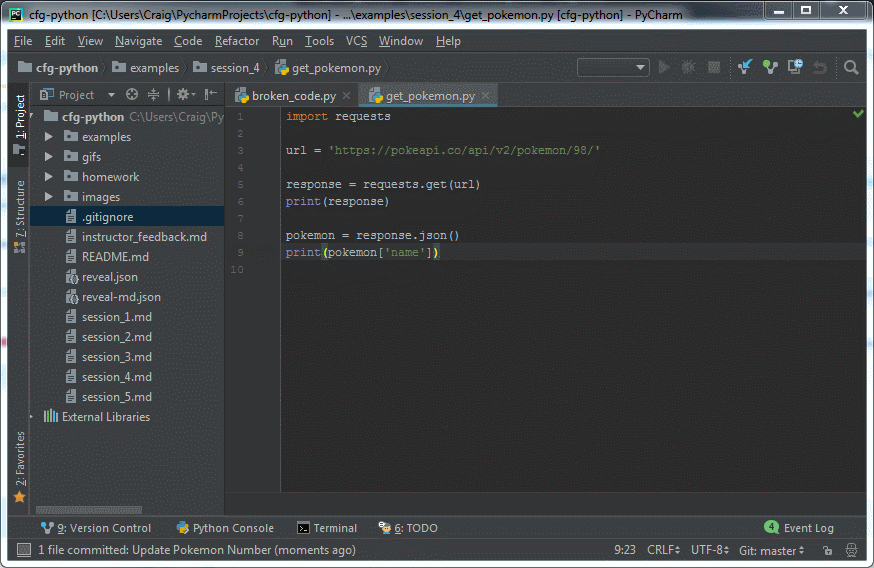 cfg-python [C:\Users\Craig\PycharmProjects\cfg-python] - ...\examples\session_4\get_pokemon.py [cfg-python] - PyCharm
File Edit View Navigate Code Refactor Run Tools VCS Window Help
cfg-python examples session_4 get_pokemon.py
Project broken_code.py get_pokemon.py
1: Project
7: Structure
2: Favorites
cfg-python C:\Users\Craig\Py
examples
gifs
homework
images
.gitignore
instructor_feedback.md
README.md
reveal.json
reveal-md.json
session_1.md
session_2.md
session_3.md
session_4.md
session_5.md
External Libraries
1 import requests
2
3 url = 'https://pokeapi.co/api/v2/pokemon/98/'
4
5 response = requests.get(url)
6 print(response)
7
8 pokemon = response.json()
9 print(pokemon['name'])
10
9: Version Control Python Console Terminal 6: TODO 4 Event Log
1 file committed: Update Pokemon Number (moments ago) 9:23 CRLF UTF-8 Git: master